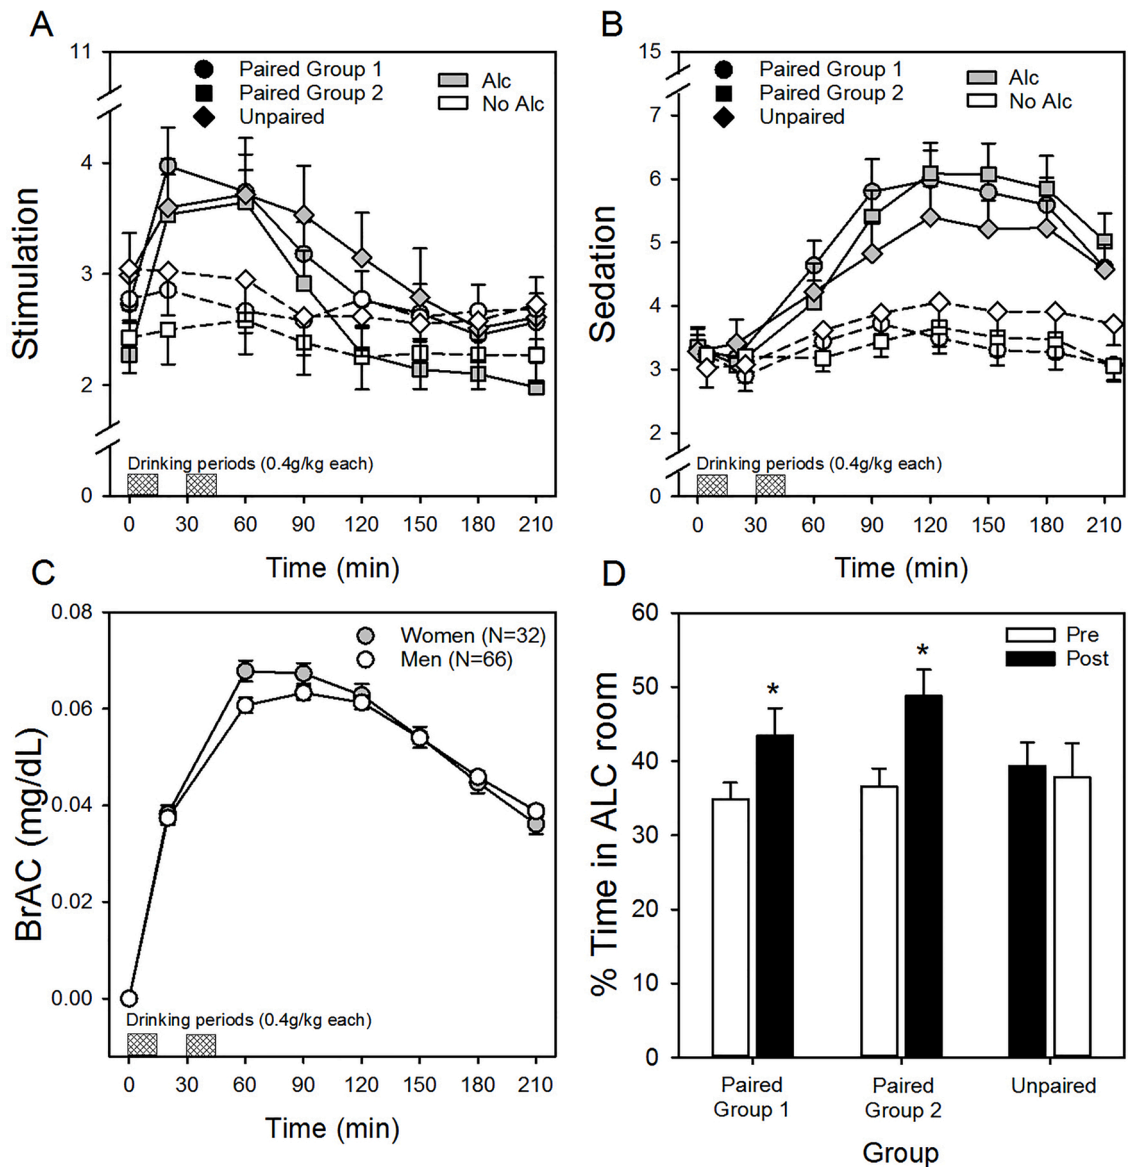 A
Stimulation
11
4
3
2
0
Paired Group 1
Paired Group 2
Unpaired
Alc
No Alc
Drinking periods (0.4g/kg each)
0 30 60 90 120 150 180 210
Time (min)
B
Sedation
15
7
6
5
4
3
2
0
Paired Group 1
Paired Group 2
Unpaired
Alc
No Alc
Drinking periods (0.4g/kg each)
0 30 60 90 120 150 180 210
Time (min)
C
BrAC (mg/dL)
0.08
0.06
0.04
0.02
0.00
Women (N=32)
Men (N=66)
Drinking periods (0.4g/kg each)
0 30 60 90 120 150 180 210
Time (min)
D
% Time in ALC room
60
50
40
30
20
10
0
Pre
Post
*
*
Paired
Group 1
Paired
Group 2
Unpaired
Group